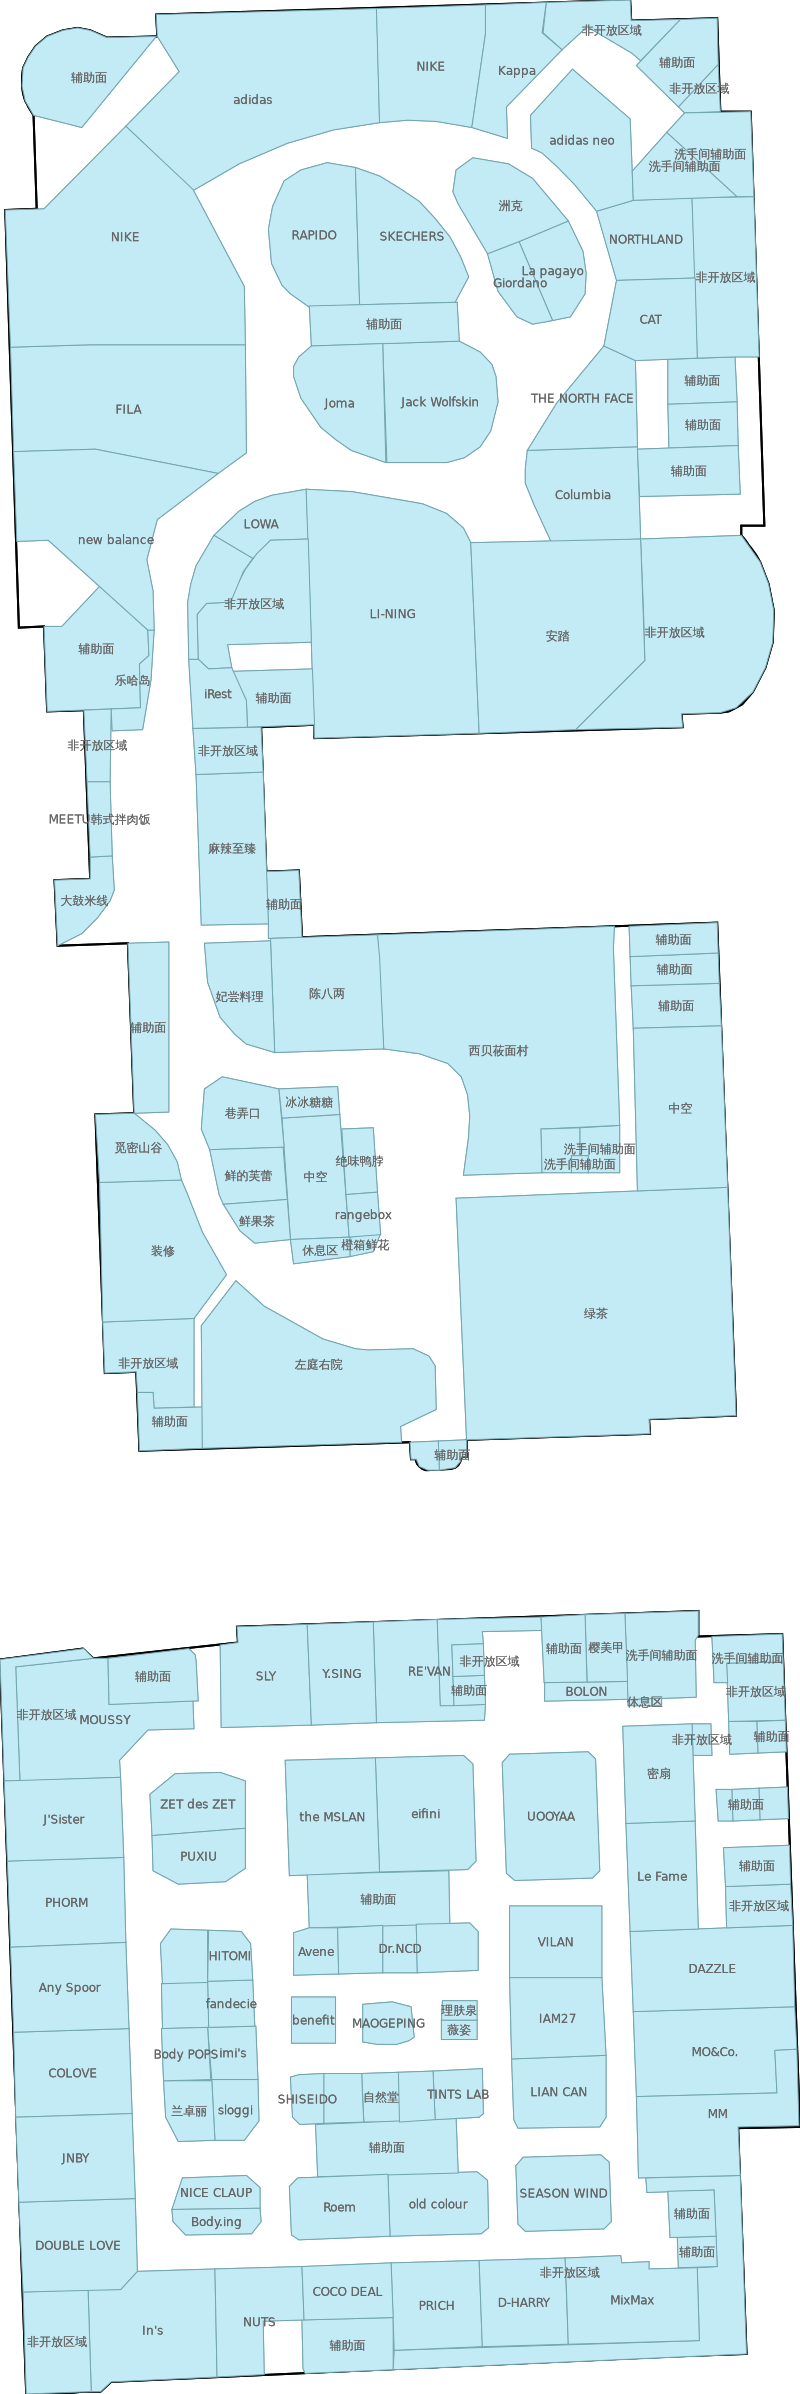 非开放区域
辅助面
NIKE
Kappa
辅助面
辅助面
非开放区域
adidas
adidas neo
洗手间辅助面
洗手间辅助面
洲克
NIKE
RAPIDO
SKECHERS
NORTHLAND
La pagayo
Giordano
非开放区域
CAT
辅助面
辅助面
THE NORTH FACE
Joma
Jack Wolfskin
FILA
辅助面
辅助面
Columbia
LOWA
new balance
非开放区域
LI-NING
安踏
非开放区域
辅助面
乐哈岛
iRest
辅助面
非开放区域
非开放区域
MEETU韩式拌肉饭
麻辣至臻
大鼓米线
辅助面
辅助面
辅助面
妃尝料理
陈八两
辅助面
辅助面
西贝莜面村
中空
巷弄口
冰冰糖糖
觅密山谷
洗手间辅助面
绝味鸭脖
洗手间辅助面
鲜的芙蕾
中空
rangebox
鲜果茶
橙箱鲜花
休息区
装修
绿茶
非开放区域
左庭右院
辅助面
辅助面
辅助面
樱美甲
洗手间辅助面
洗手间辅助面
非开放区域
辅助面
SLY
Y.SING
RE'VAN
辅助面
BOLON
非开放区域
休息区
非开放区域
MOUSSY
非开放区域
辅助面
密扇
ZET des ZET
辅助面
the MSLAN
eifini
UOOYAA
J'Sister
PUXIU
辅助面
Le Fame
辅助面
PHORM
非开放区域
VILAN
Avene
Dr.NCD
HITOMI
DAZZLE
Any Spoor
fandecie
理肤泉
benefit
MAOGEPING
薇姿
IAM27
Body POPS
imi's
MO&Co.
COLOVE
SHISEIDO
自然堂
TINTS LAB
LIAN CAN
兰卓丽
sloggi
MM
辅助面
JNBY
NICE CLAUP
SEASON WIND
Roem
old colour
辅助面
Body.ing
DOUBLE LOVE
辅助面
非开放区域
COCO DEAL
MixMax
PRICH
D-HARRY
NUTS
In's
非开放区域
辅助面